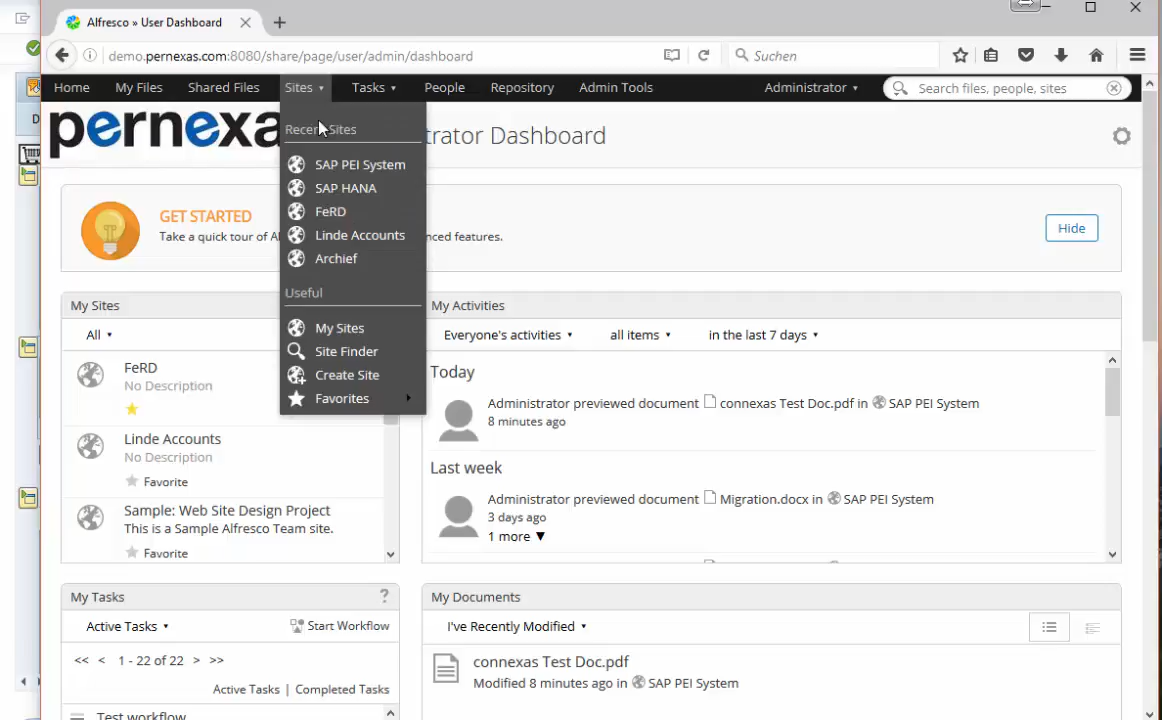 Alfresco » User Dashboard
demo.pernexas.com:8080/share/page/user/admin/dashboard
Suchen
Home My Files Shared Files Sites Tasks People Repository Admin Tools Administrator Search files, people, sites
pernexa
trator Dashboard
Recent Sites
SAP PEI System
SAP HANA
FeRD
Linde Accounts
Archief
Useful
My Sites
Site Finder
Create Site
Favorites
GET STARTED
Take a quick tour of Al
nced features.
Hide
My Sites
All
FeRD
No Description
Linde Accounts
No Description
Favorite
Sample: Web Site Design Project
This is a Sample Alfresco Team site.
Favorite
My Activities
Everyone's activities all items in the last 7 days
Today
Administrator previewed document connexas Test Doc.pdf in SAP PEI System
8 minutes ago
Last week
Administrator previewed document Migration.docx in SAP PEI System
3 days ago
1 more ▼
My Tasks ?
Active Tasks Start Workflow
<< < 1 - 22 of 22 > >>
Active Tasks | Completed Tasks
Test workflow
My Documents
I've Recently Modified
connexas Test Doc.pdf
Modified 8 minutes ago in SAP PEI System